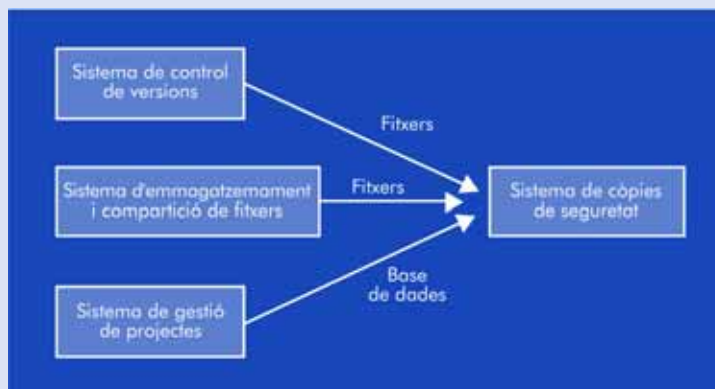 Sistema de control
de versions
Fitxers
Sistema d'emmagatzemament
i compartició de fitxers
Fitxers
Sistema de còpies
de seguretat
Base
de dades
Sistema de gestió
de projectes